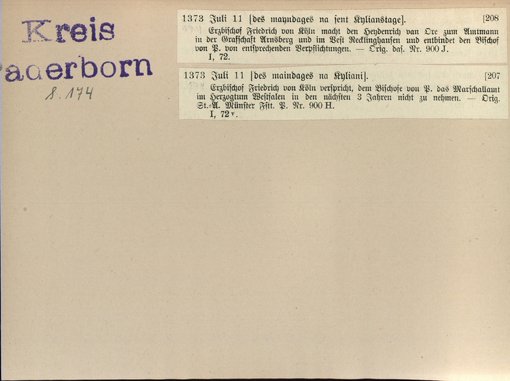 Kreis
Paderborn
S. 174
1373 Juli 11 [des mayndages na sent Kylianstage]. [208
Erzbischof Friedrich von Köln macht den Heydenrich van Ore zum Amtmann
in der Grafschaft Arnsberg und im Vest Recklinghausen und entbindet den Bischof
von P. von entsprechenden Verpflichtungen. — Orig. das. Nr. 900 J.
I, 72.
1373 Juli 11 [des maindages na Kyliani]. [207
Erzbischof Friedrich von Köln verspricht, dem Bischofe von P. das Marschallamt
im Herzogtum Westfalen in den nächsten 3 Jahren nicht zu nehmen. — Orig.
St.-A. Münster Fstt. P. Nr. 900 H.
I, 72v.